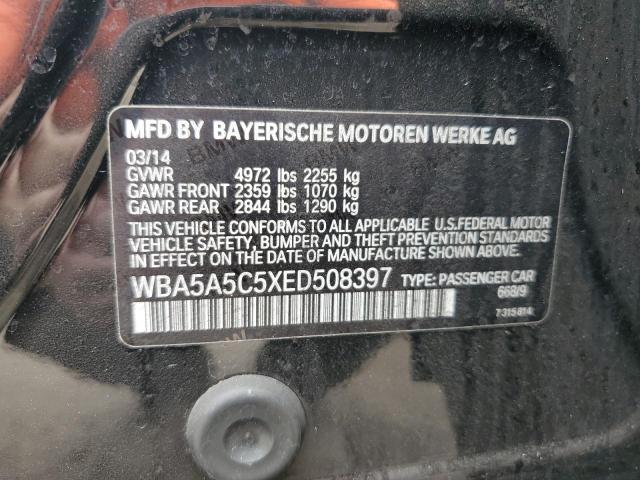 MFD BY BAYERISCHE MOTOREN WERKE AG
03/14
GVWR 4972 lbs 2255 kg
GAWR FRONT 2359 lbs 1070 kg
GAWR REAR 2844 lbs 1290 kg
THIS VEHICLE CONFORMS TO ALL APPLICABLE U.S.FEDERAL MOTOR
VEHICLE SAFETY, BUMPER AND THEFT PREVENTION STANDARDS
IN EFFECT ON THE DATE OF MANUFACTURE SHOWN ABOVE.
WBA5A5C5XED508397 TYPE: PASSENGER CAR
668/9
7315814